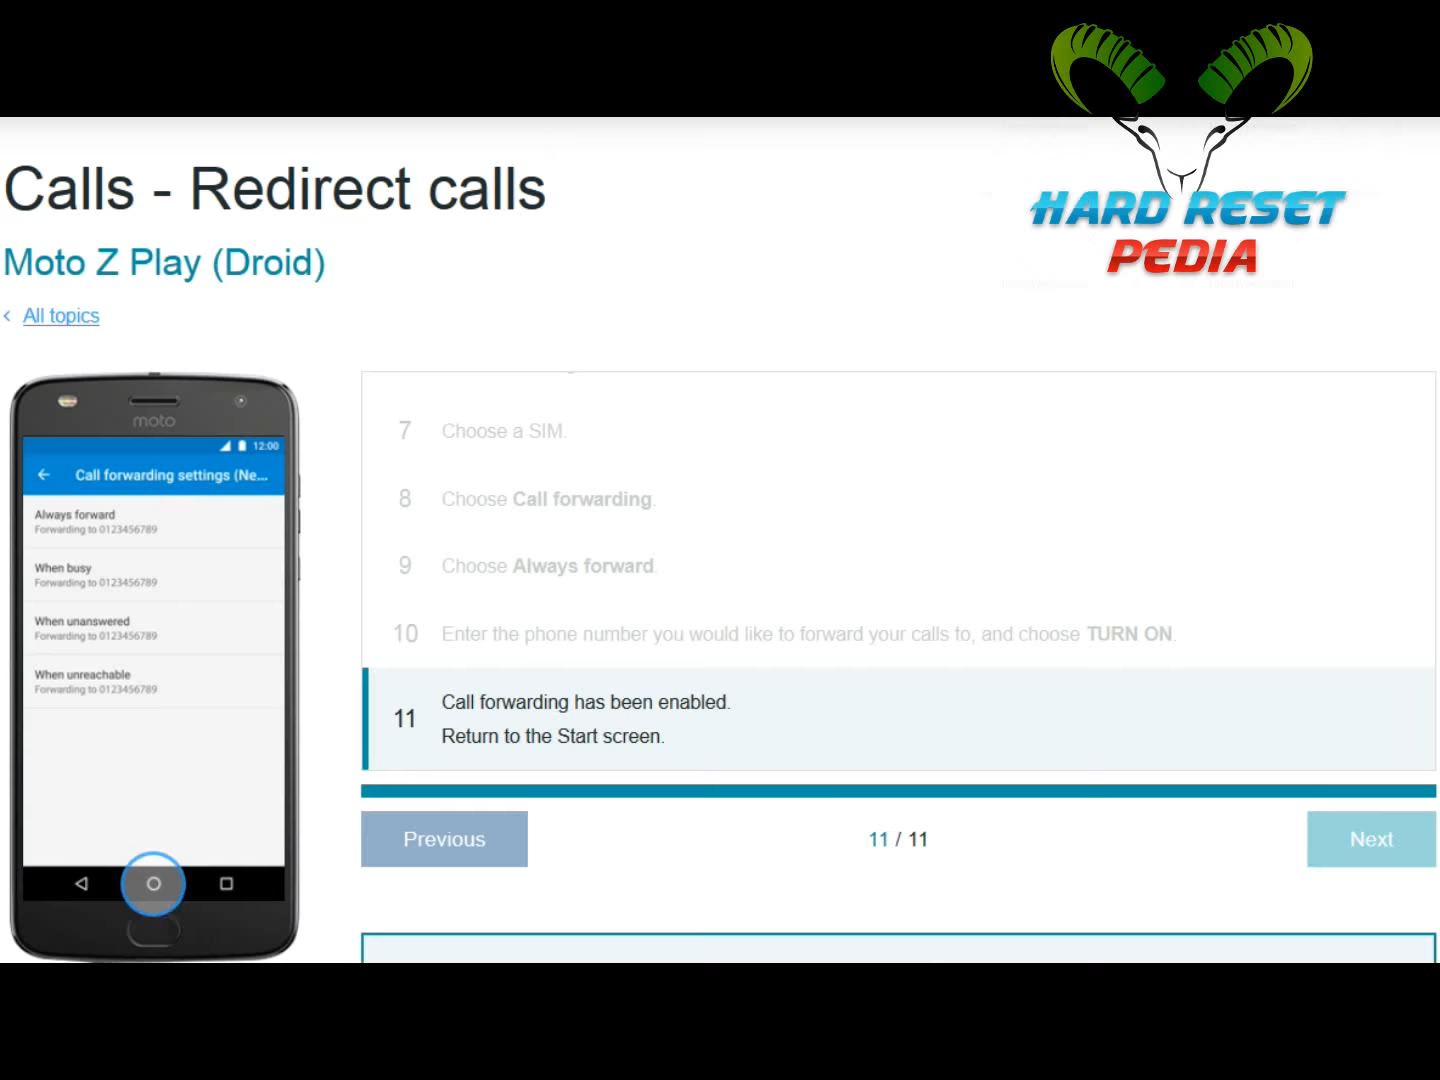 HARD RESET
PEDIA
Calls - Redirect calls
Moto Z Play (Droid)
All topics
moto
12:00
Call forwarding settings (Ne...
Always forward
Forwarding to 0123456789
When busy
Forwarding to 0123456789
When unanswered
Forwarding to 0123456789
When unreachable
Forwarding to 0123456789
7 Choose a SIM.
8 Choose Call forwarding.
9 Choose Always forward.
10 Enter the phone number you would like to forward your calls to, and choose TURN ON.
11 Call forwarding has been enabled.
Return to the Start screen.
Previous
11 / 11
Next